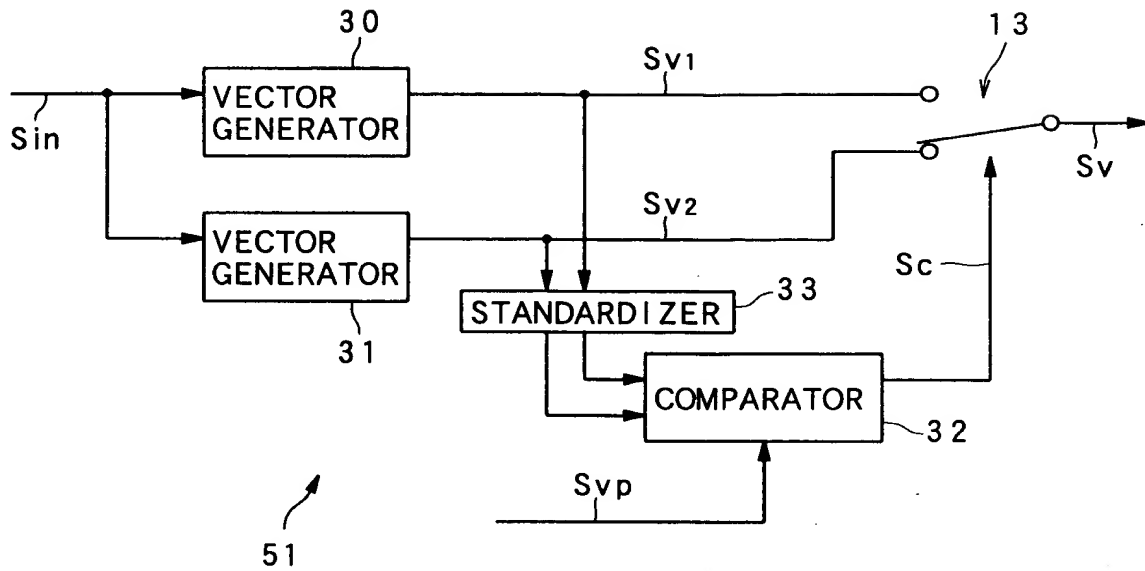 30
13
Sv1
VECTOR
GENERATOR
Sin
Sv
Sv2
VECTOR
GENERATOR
Sc
33
STANDARDIZER
31
COMPARATOR
32
Svp
51